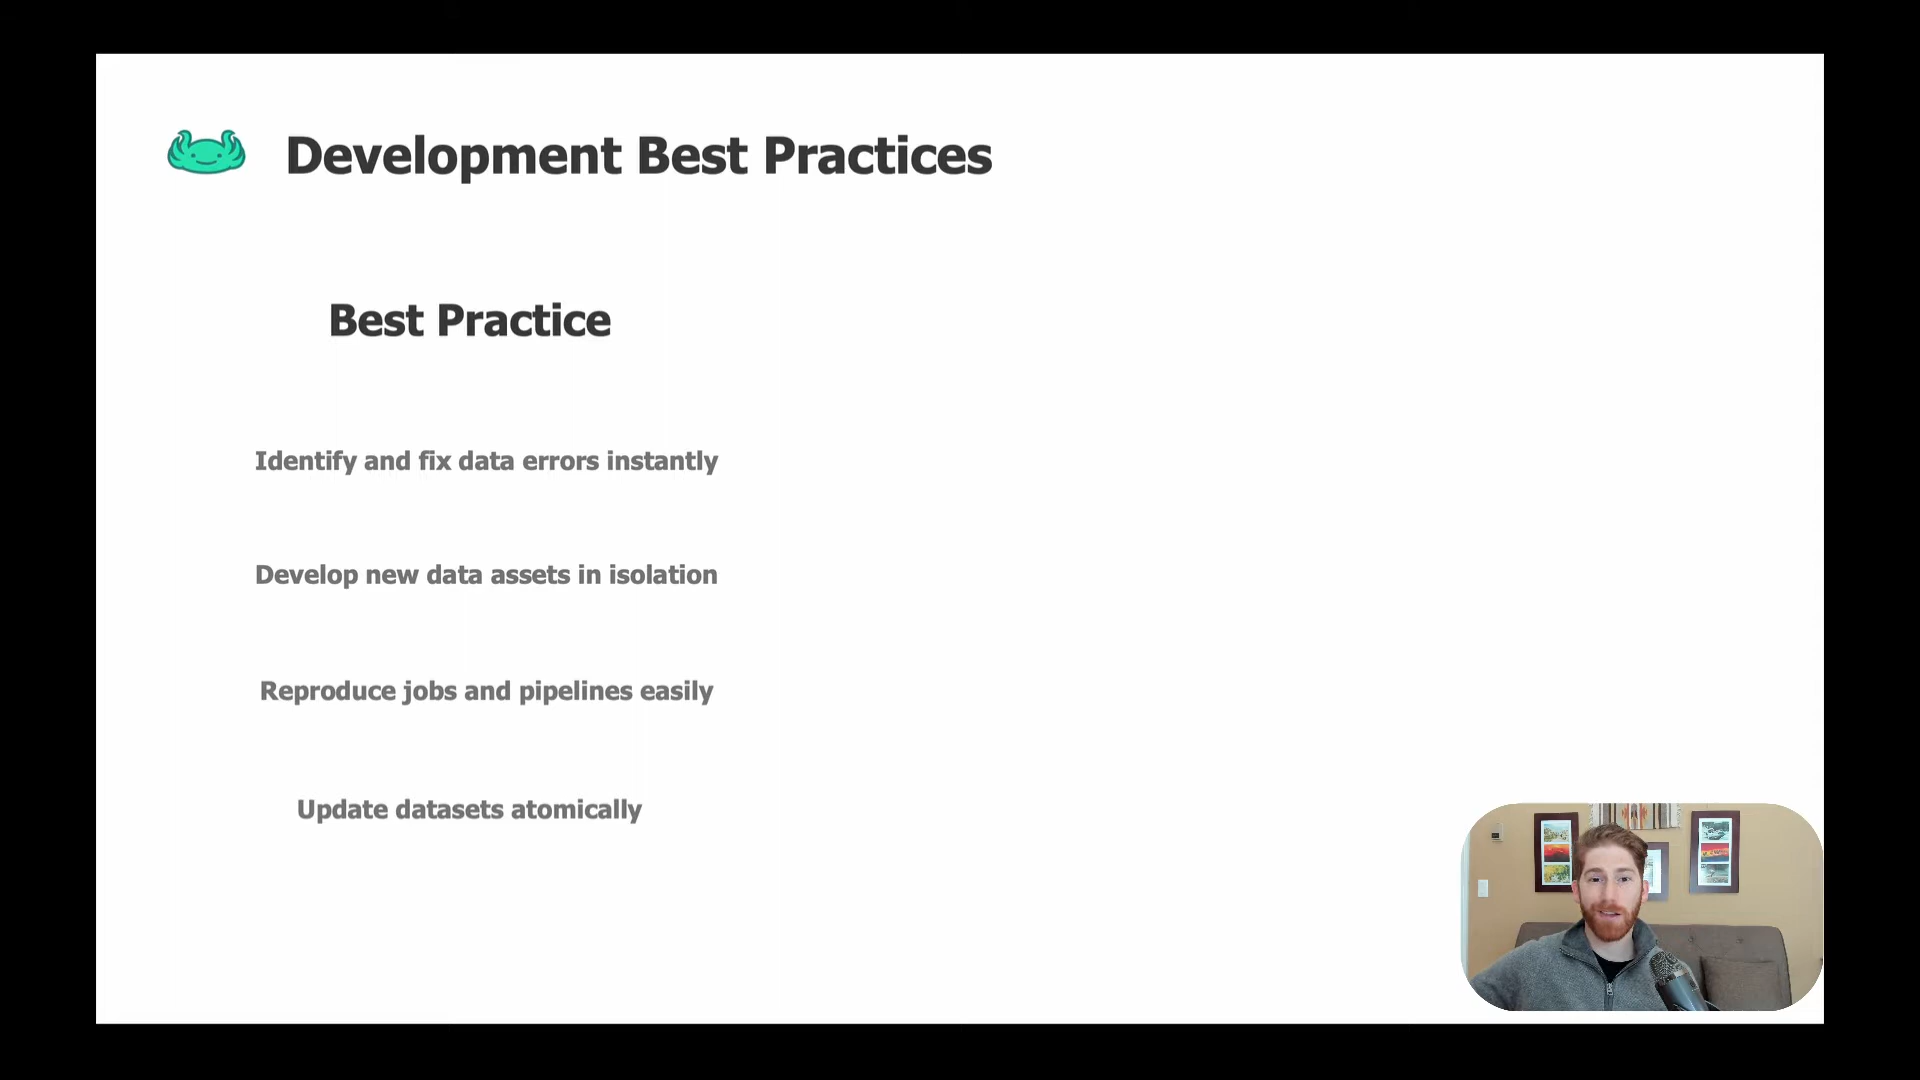 Development Best Practices
Best Practice
Identify and fix data errors instantly
Develop new data assets in isolation
Reproduce jobs and pipelines easily
Update datasets atomically